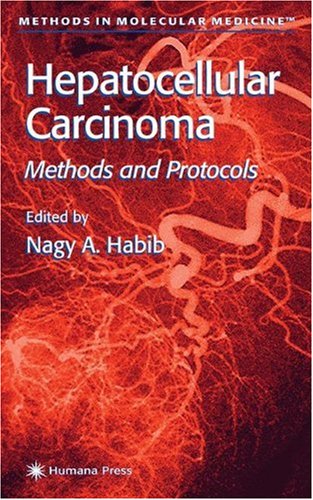 METHODS IN MOLECULAR MEDICINE™
Hepatocellular
Carcinoma
Methods and Protocols
Edited by
Nagy A. Habib
Humana Press